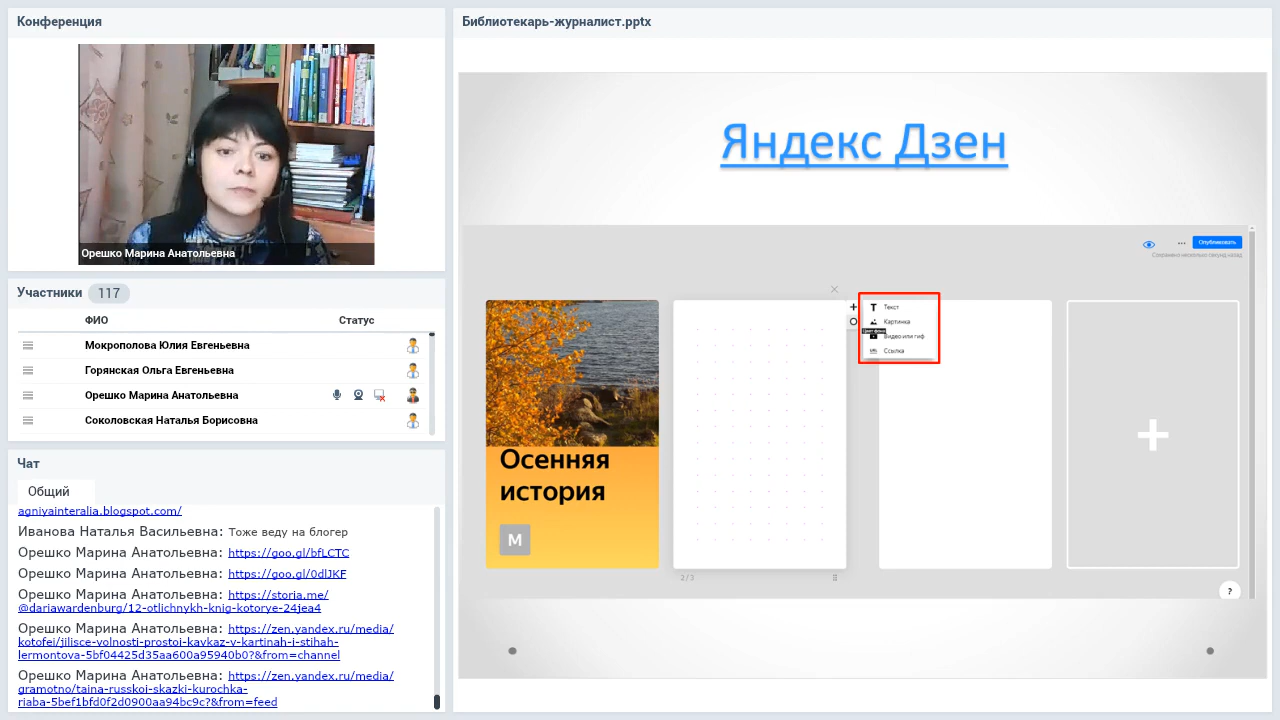 Конференция
Орешко Марина Анатольевна
Участники 117
ФИО Статус
Мокрополова Юлия Евгеньевна
Горянская Ольга Евгеньевна
Орешко Марина Анатольевна
Соколовская Наталья Борисовна
Чат
Общий
agniyainteralia.blogspot.com/
Иванова Наталья Васильевна: Тоже веду на блогер
Орешко Марина Анатольевна: https://goo.gl/bfLCTC
Орешко Марина Анатольевна: https://goo.gl/0dlJKF
Орешко Марина Анатольевна: https://storia.me/
@dariawardenburg/12-otlichnykh-knig-kotorye-24jea4
Орешко Марина Анатольевна: https://zen.yandex.ru/media/
kotofei/jilisce-volnosti-prostoi-kavkaz-v-kartinah-i-stihah-
lermontova-5bf04425d35aa600a95940b0?&from=channel
Орешко Марина Анатольевна: https://zen.yandex.ru/media/
gramotno/taina-russkoi-skazki-kurochka-
riaba-5bef1bfd0f2d0900aa94bc9c?&from=feed
Библиотекарь-журналист.pptx
Яндекс Дзен
Опубликовать
Сохранено несколько секунд назад
Текст
Картинка
Видео или гиф
Ссылка
Осенняя
история
М
2 / 3
?